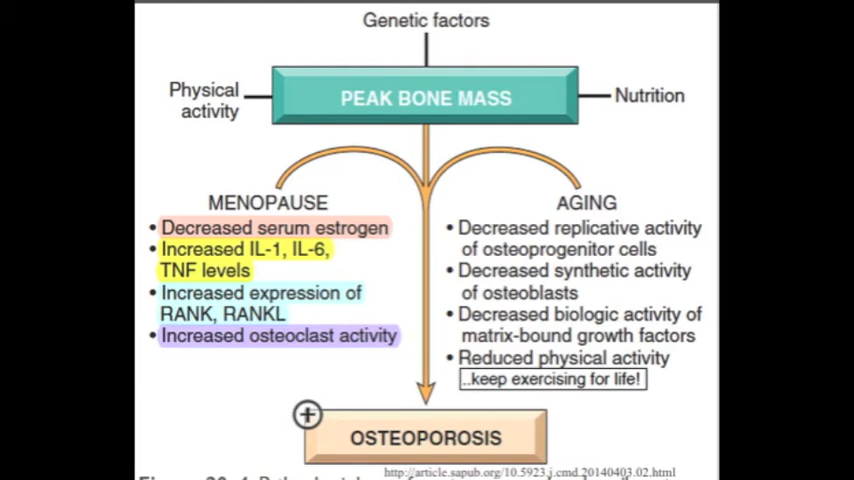 Genetic factors
Physical
activity
PEAK BONE MASS
Nutrition
MENOPAUSE
• Decreased serum estrogen
• Increased IL-1, IL-6,
TNF levels
• Increased expression of
RANK, RANKL
• Increased osteoclast activity
AGING
• Decreased replicative activity
of osteoprogenitor cells
• Decreased synthetic activity
of osteoblasts
• Decreased biologic activity of
matrix-bound growth factors
• Reduced physical activity
..keep exercising for life!
+
OSTEOPOROSIS
http://article.sapub.org/10.5923.j.cmd.20140403.02.html